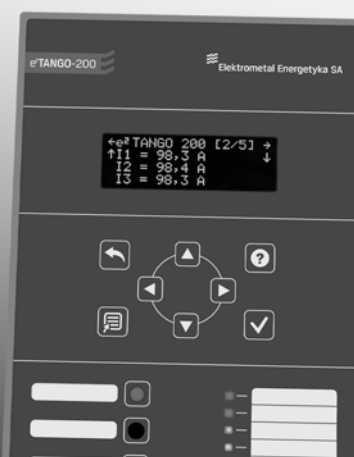 e²TANGO-200
Elektrometal Energetyka SA
←e² TANGO 200 [2/5] →
↑I1 = 98,3 A ↓
I2 = 98,4 A
I3 = 98,3 A
?